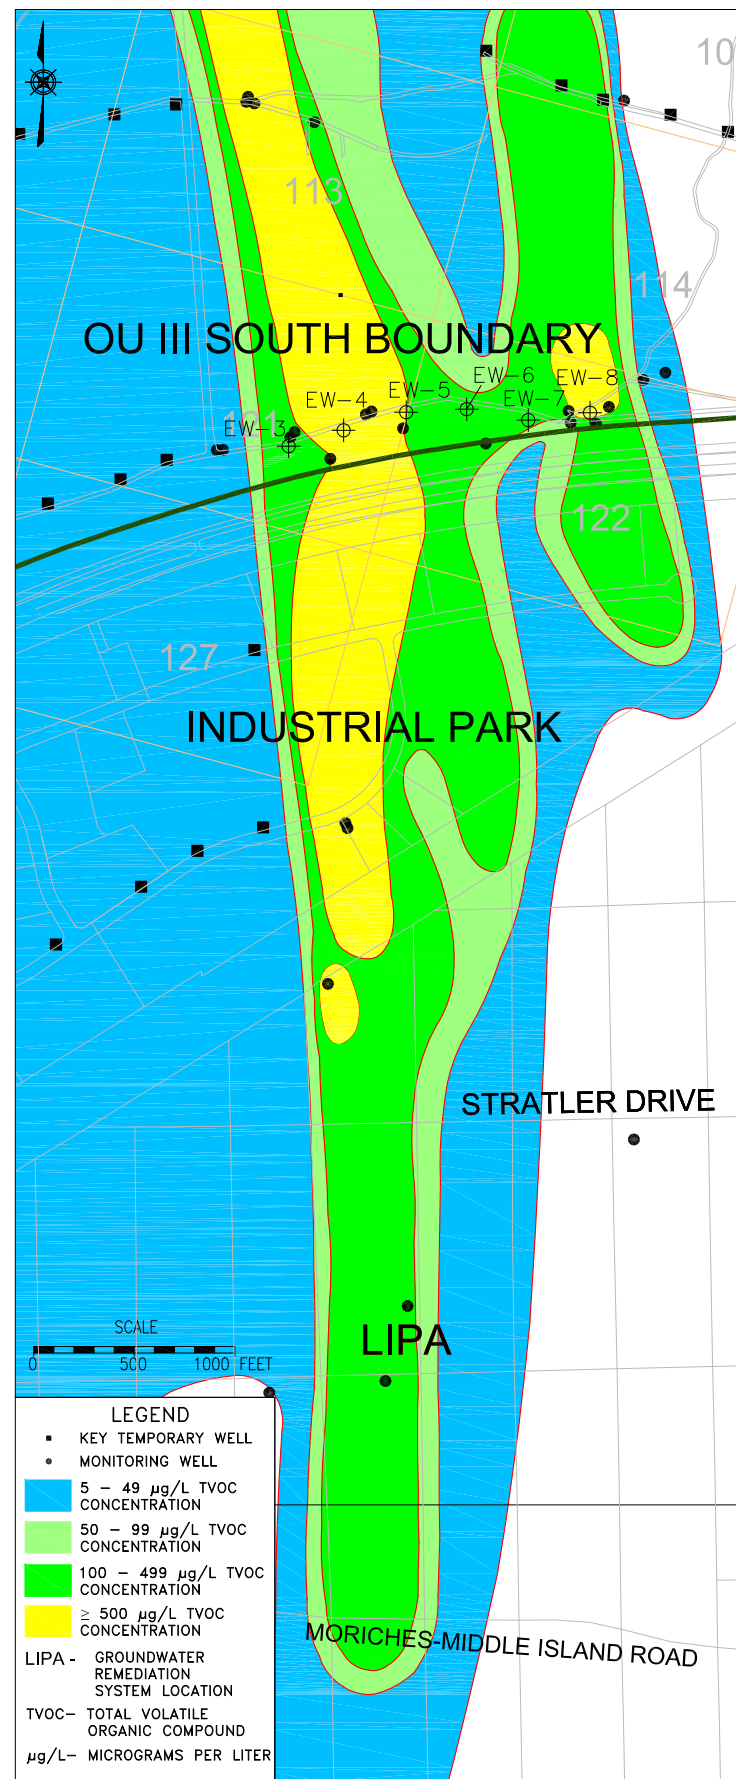 10
113
114
OU III SOUTH BOUNDARY
EW-6
EW-5
EW-8
EW-4
EW-7
121
EW-3
122
127
INDUSTRIAL PARK
STRATLER DRIVE
SCALE
LIPA
0 500 1000 FEET
LEGEND
KEY TEMPORARY WELL
MONITORING WELL
5 – 49 µg/L TVOC
CONCENTRATION
50 – 99 µg/L TVOC
CONCENTRATION
100 – 499 µg/L TVOC
CONCENTRATION
≥ 500 µg/L TVOC
CONCENTRATION
MORICHES-MIDDLE ISLAND ROAD
LIPA - GROUNDWATER
REMEDIATION
SYSTEM LOCATION
TVOC– TOTAL VOLATILE
ORGANIC COMPOUND
µg/L– MICROGRAMS PER LITER